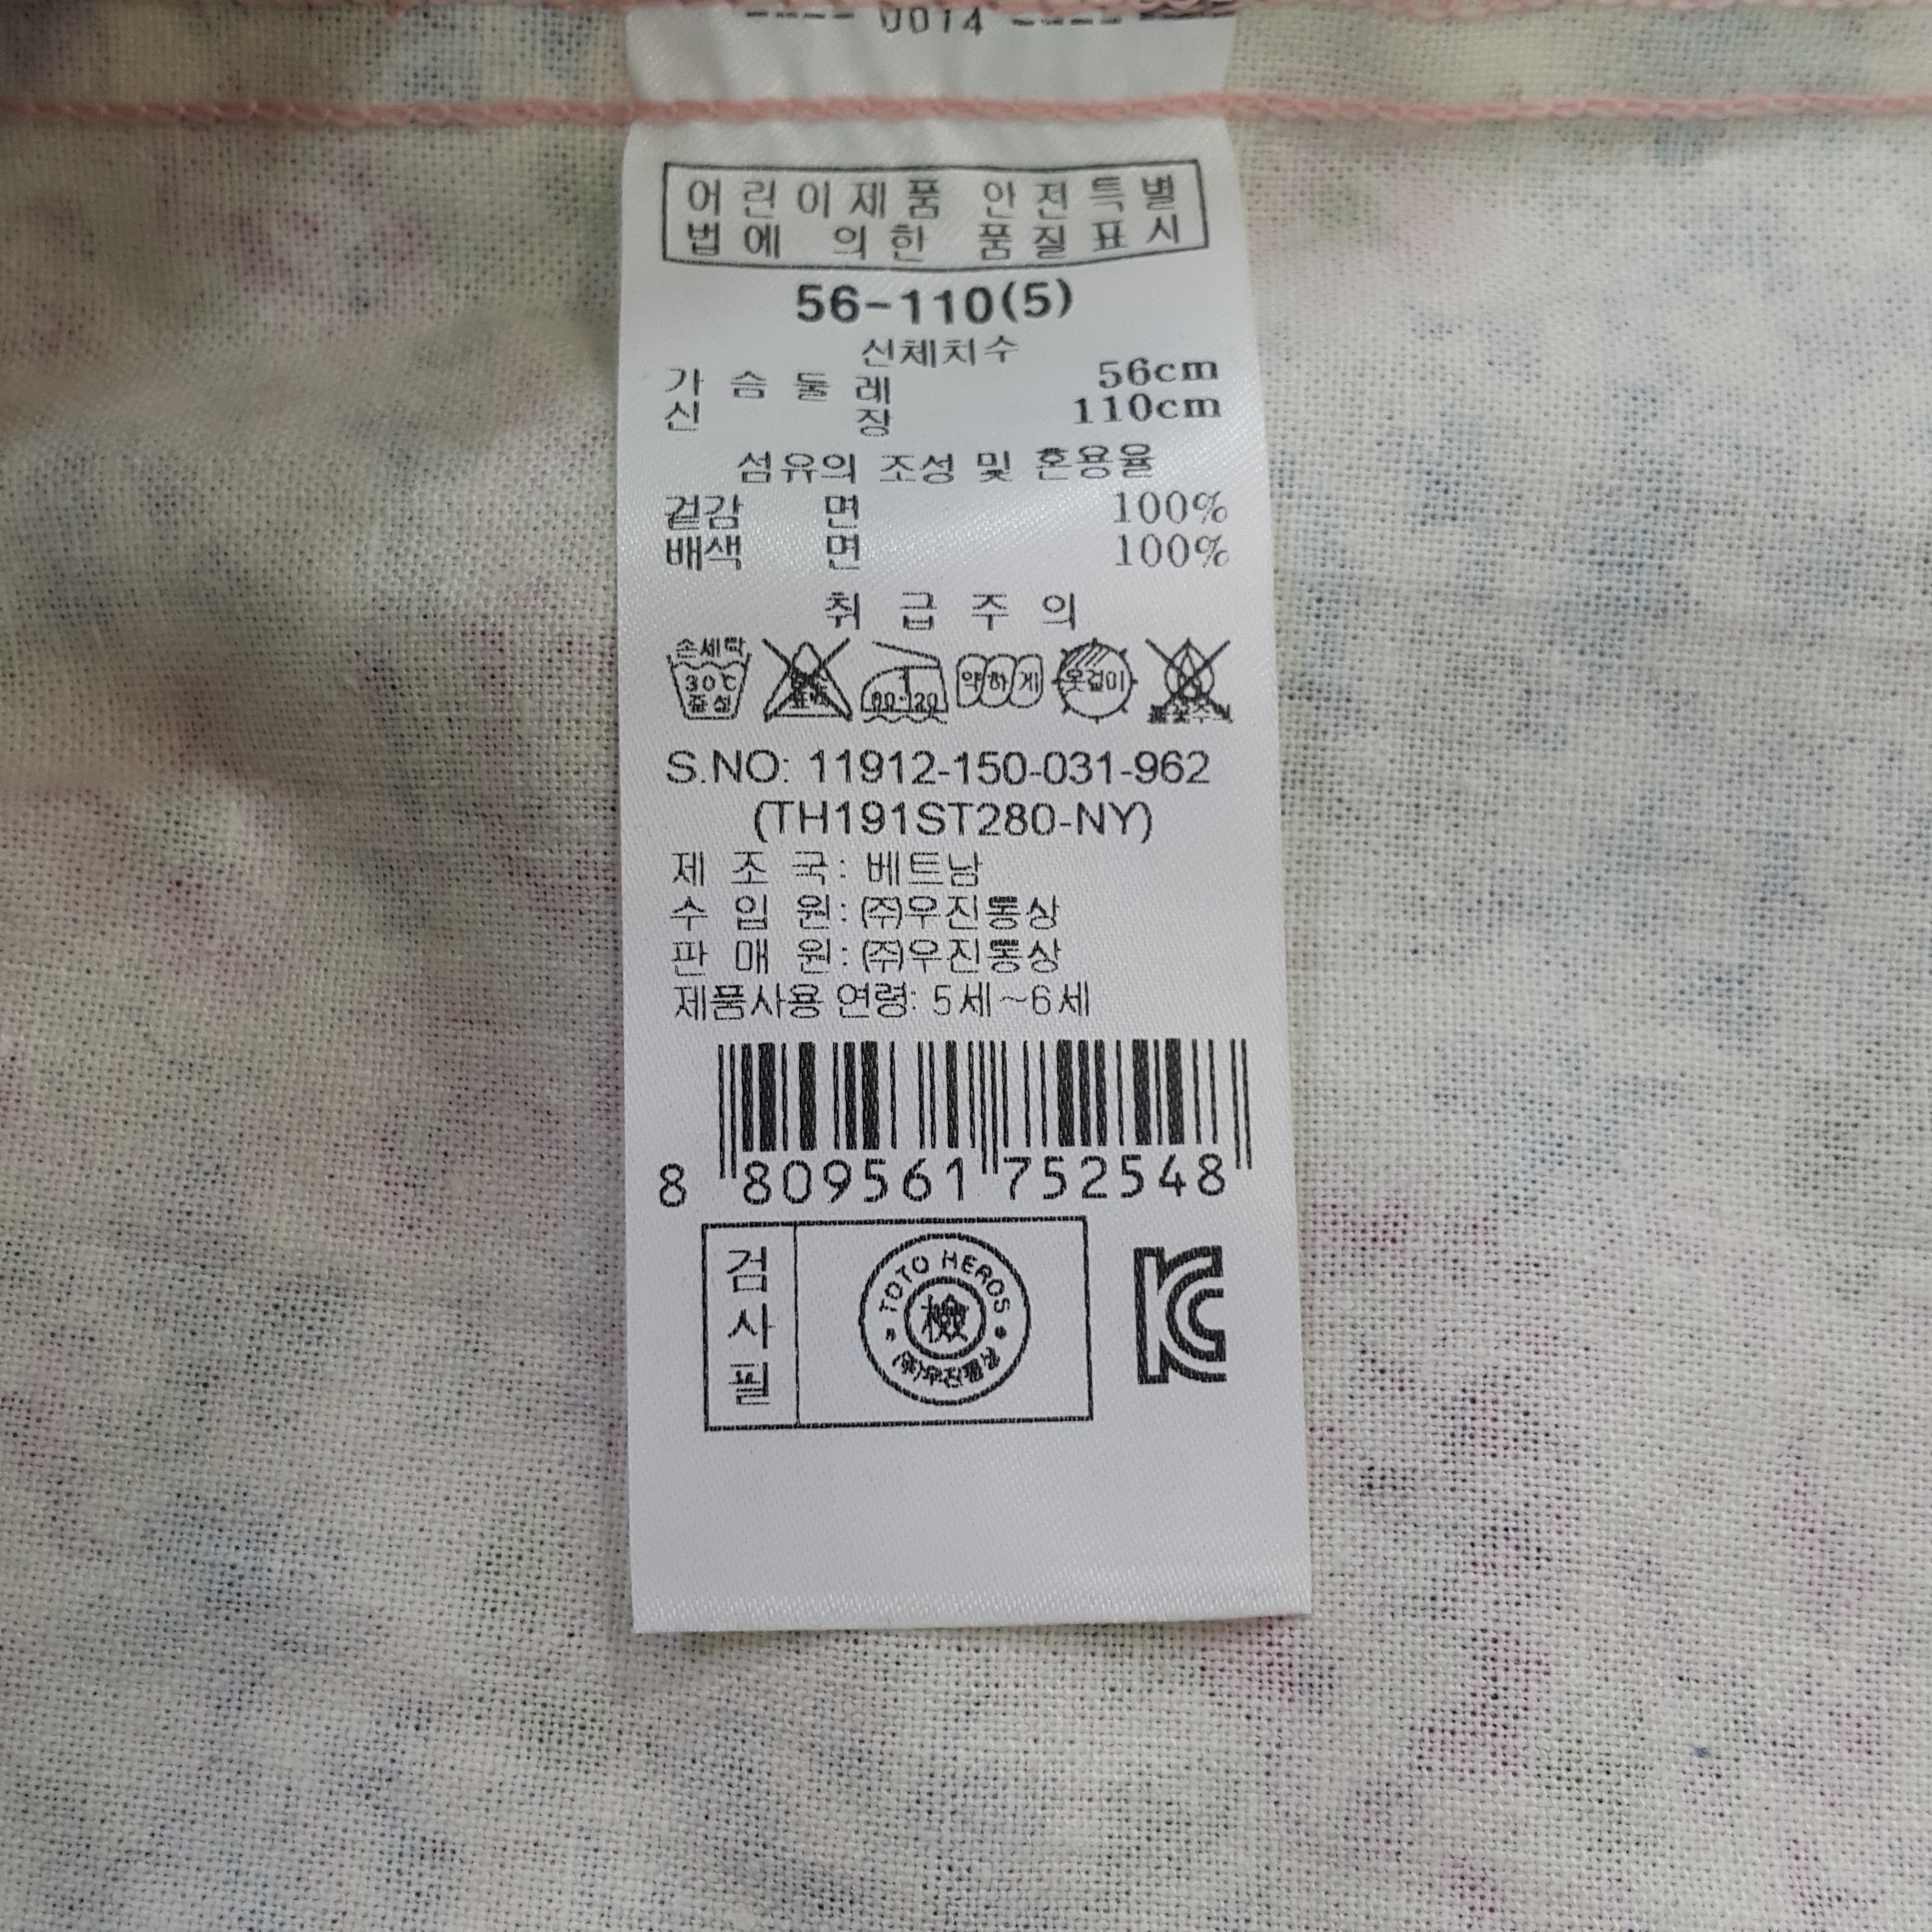 ---- 0014 ----
어린이제품 안전특별
법에 의한 품질표시
56-110(5)
신체치수
가슴둘레 56cm
신장 110cm
섬유의 조성 및 혼용율
겉감 면 100%
배색 면 100%
취급주의
손세탁
30℃
중성
80-120
약하게
옷걸이
S.NO: 11912-150-031-962
(TH191ST280-NY)
제조국: 베트남
수입원: (주)우진통상
판매원: (주)우진통상
제품사용 연령: 5세~6세
8 809561 752548
검사필
TOTO HEROS
檢
(주)우진통상
KC